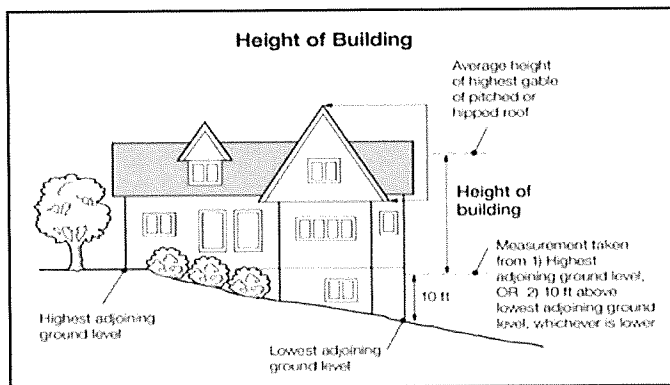 Height of Building
Average height
of highest gable
of pitched or
hipped roof
Height of
building
Measurement taken
from 1) Highest
adjoining ground
level, OR 2) 10 ft above
lowest adjoining ground
level, whichever is lower
10 ft
Highest adjoining
ground level
Lowest adjoining
ground level